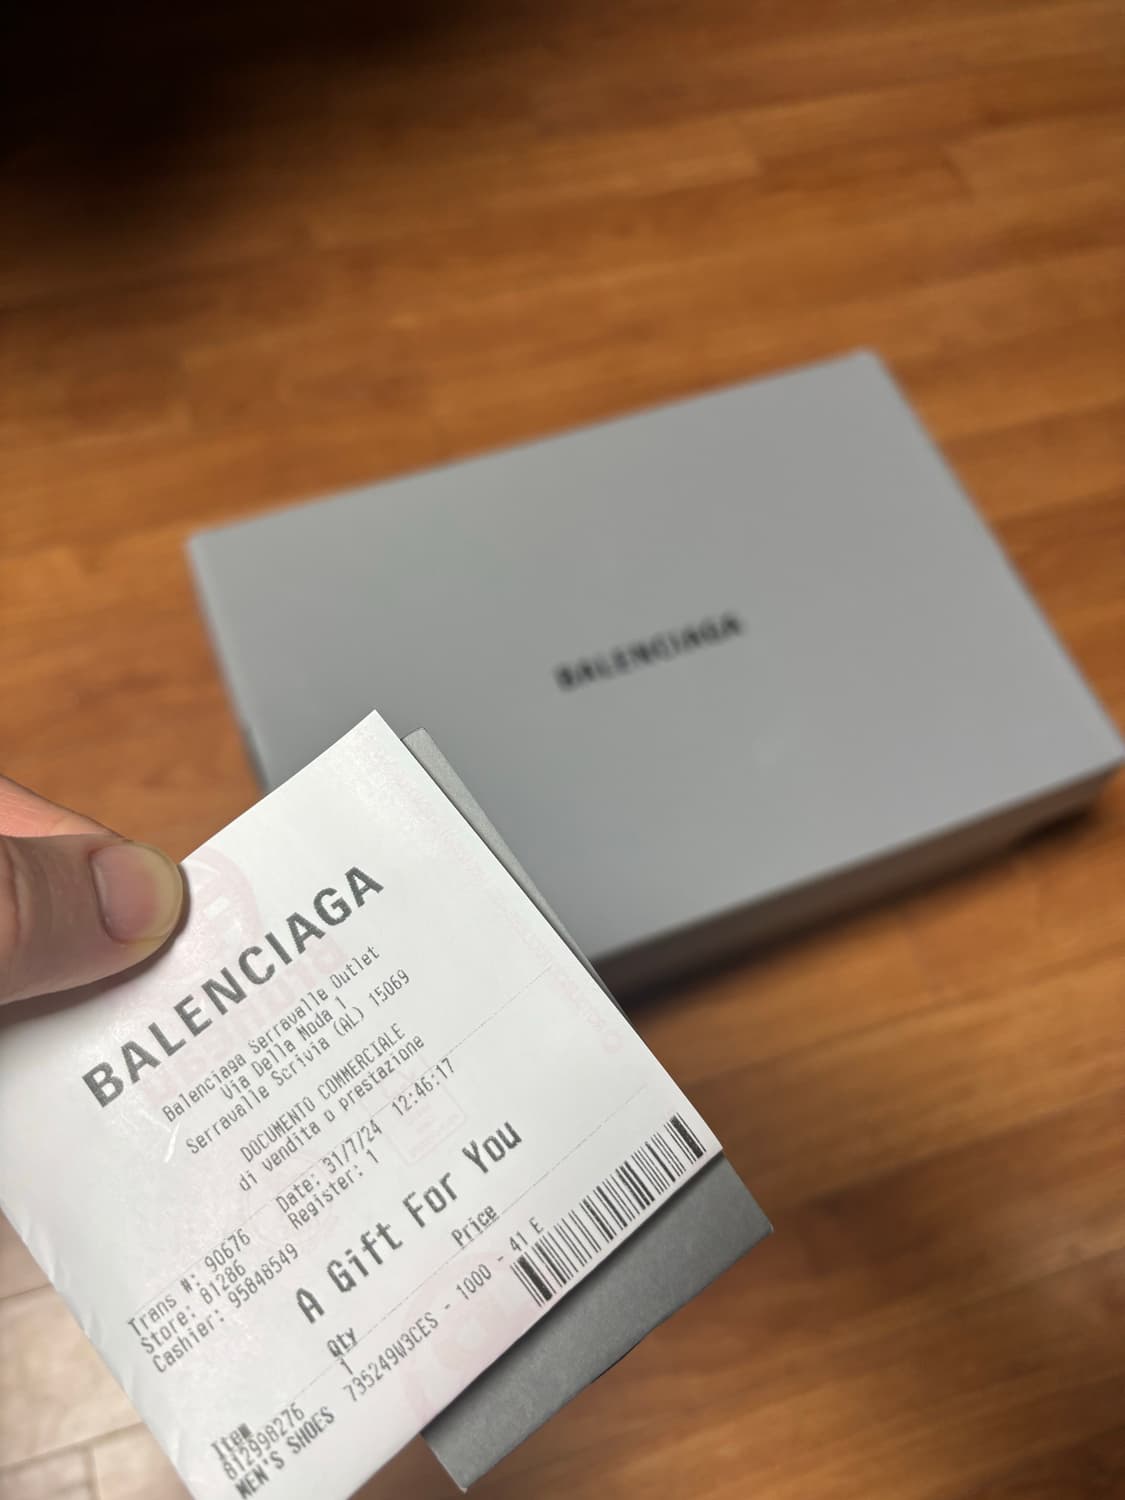 BALENCIAGA
BALENCIAGA
Balenciaga Serravalle Outlet
Via Della Moda 1
Serravalle Scrivia (AL) 15069
DOCUMENTO COMMERCIALE
di vendita o prestazione
Trans #: 90676 Date: 31/7/24 12:46:17
Store: 81286 Register: 1
Cashier: 95848549
A Gift For You
Item Qty Price
812998276 1
MEN'S SHOES 735249W3CES - 1000 - 41 E